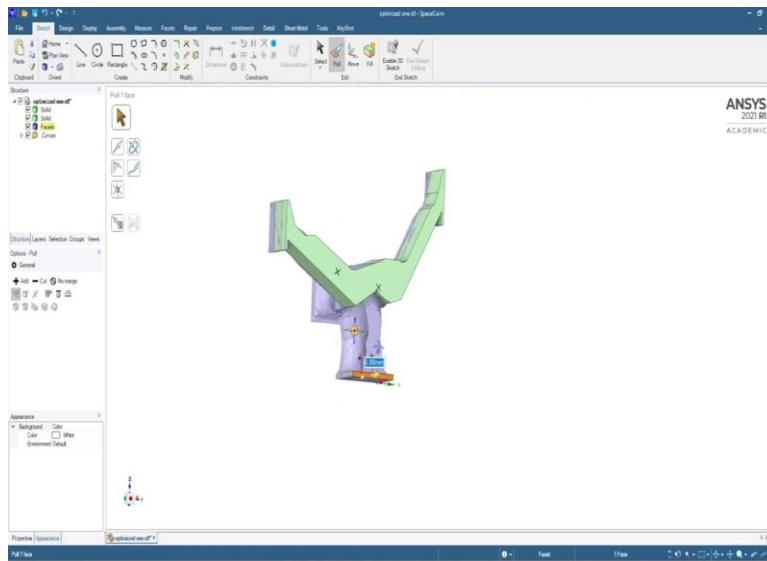 optimized one.stl - SpaceClaim
File Sketch Design Display Assembly Measure Facets Repair Prepare Workbench Detail Sheet Metal Tools KeyShot
Home
Plan View
Paste
Line Circle Rectangle
Dimension
Select Pull Move Fill
Enable 3D Sketch
End Sketch Editing
Clipboard Orient Create Modify Constraints Edit End Sketch
Structure
Pull 1 face
optimized one.stl*
Solid
Solid
Facets
Curves
ANSYS
2021 R1
ACADEMIC
Structure Layers Selection Groups Views
Options - Pull
General
Add Cut No merge
Appearance
Background Color
Color White
Environment Default
Z
Y
Properties Appearance
optimized one.stl*
Pull 1 face
Facet
1 Face